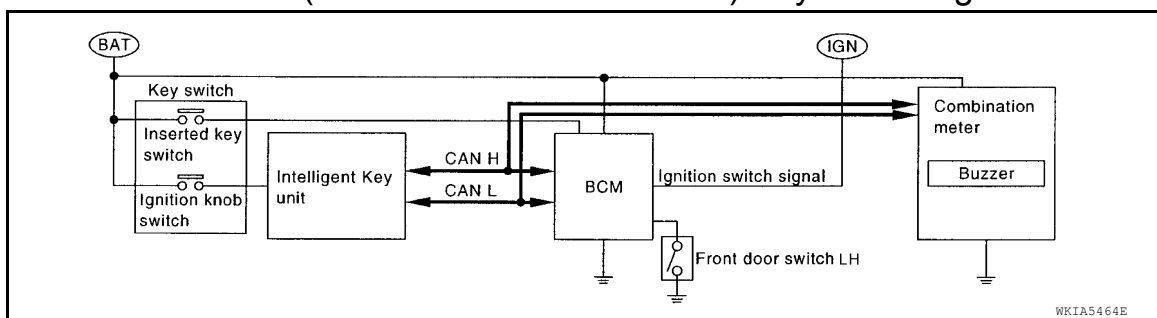 BAT
IGN
Key switch
Inserted key
switch
Ignition knob
switch
Intelligent Key
unit
CAN H
CAN L
BCM
Ignition switch signal
Front door switch LH
Combination
meter
Buzzer
WKIA5464E